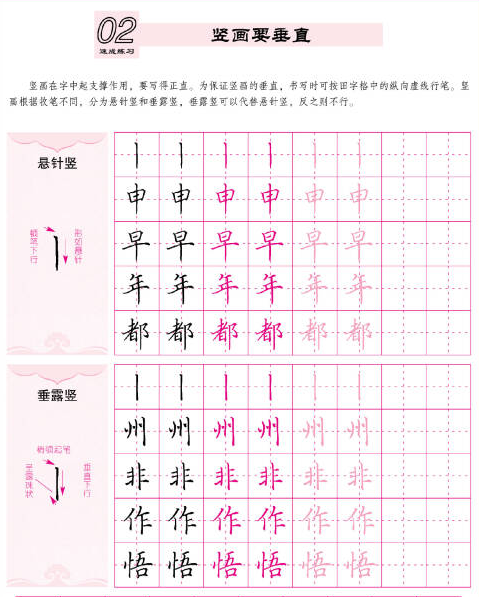 02
速成练习
竖画要垂直
竖画在字中起支撑作用，要写得正直。为保证竖画的垂直，书写时可按田字格中的纵向虚线行笔。竖
画根据收笔不同，分为悬针竖和垂露竖，垂露竖可以代替悬针竖，反之则不行。
悬针竖
顿笔下行
形如悬针
丨丨丨丨丨丨
申申申申申申
早早早早早早
年年年年年年
都都都都都都
垂露竖
稍顿起笔
呈露珠状
垂直下行
丨丨丨丨丨丨
州州州州州州
非非非非非非
作作作作作作
悟悟悟悟悟悟